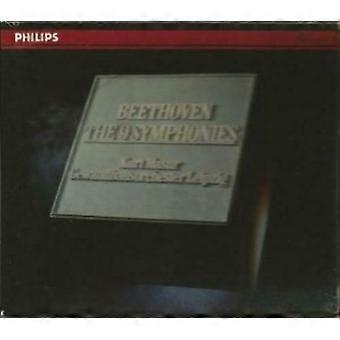 PHILIPS
BEETHOVEN
THE 9 SYMPHONIES
Kurt Masur
Gewandhausorchester Leipzig